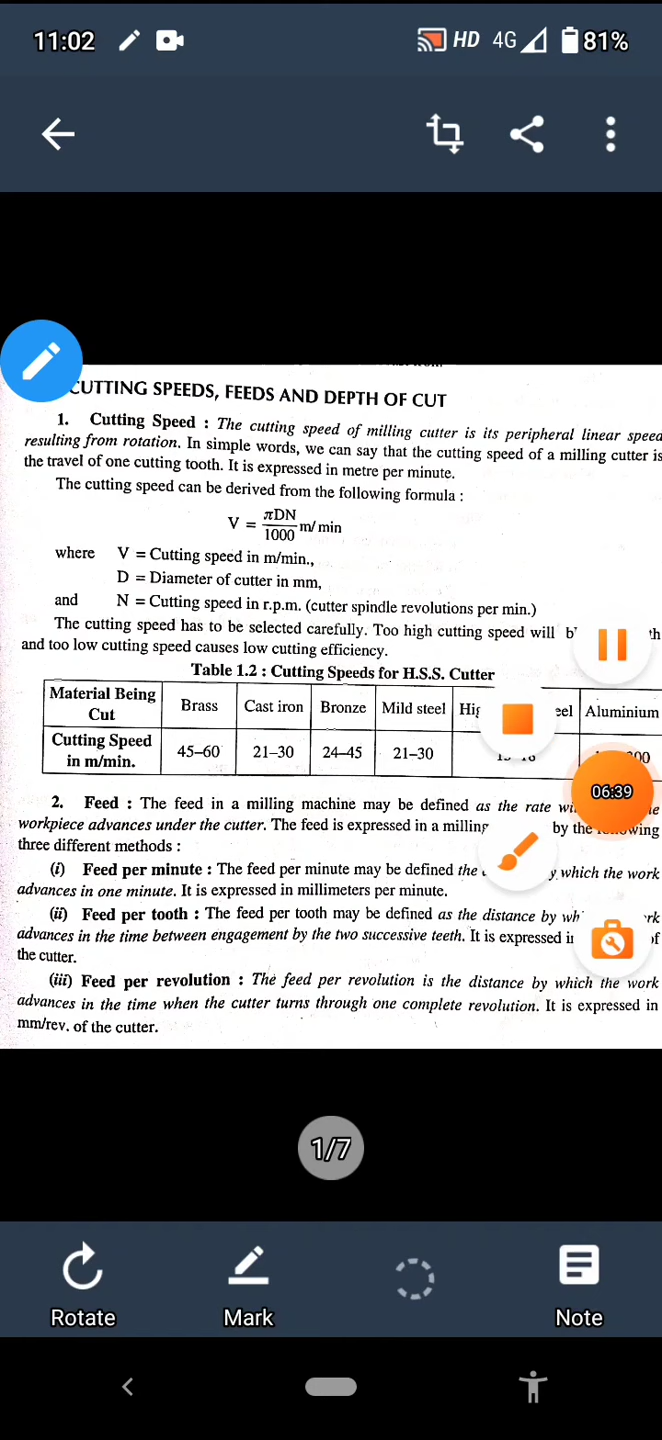 11:02
HD 4G 81%
CUTTING SPEEDS, FEEDS AND DEPTH OF CUT
1. Cutting Speed : The cutting speed of milling cutter is its peripheral linear speed
resulting from rotation. In simple words, we can say that the cutting speed of a milling cutter is
the travel of one cutting tooth. It is expressed in metre per minute.
The cutting speed can be derived from the following formula :
V = πDN/1000 m/min
where V = Cutting speed in m/min.,
D = Diameter of cutter in mm,
and N = Cutting speed in r.p.m. (cutter spindle revolutions per min.)
The cutting speed has to be selected carefully. Too high cutting speed will
and too low cutting speed causes low cutting efficiency.
Table 1.2 : Cutting Speeds for H.S.S. Cutter
Material Being Cut Brass Cast iron Bronze Mild steel Aluminium
Cutting Speed in m/min. 45–60 21–30 24–45 21–30
06:39
2. Feed : The feed in a milling machine may be defined as the rate
workpiece advances under the cutter. The feed is expressed in a milling by the
three different methods :
(i) Feed per minute : The feed per minute may be defined the which the work
advances in one minute. It is expressed in millimeters per minute.
(ii) Feed per tooth : The feed per tooth may be defined as the distance by
advances in the time between engagement by the two successive teeth. It is expressed
the cutter.
(iii) Feed per revolution : The feed per revolution is the distance by which the work
advances in the time when the cutter turns through one complete revolution. It is expressed in
mm/rev. of the cutter.
1/7
Rotate Mark Note